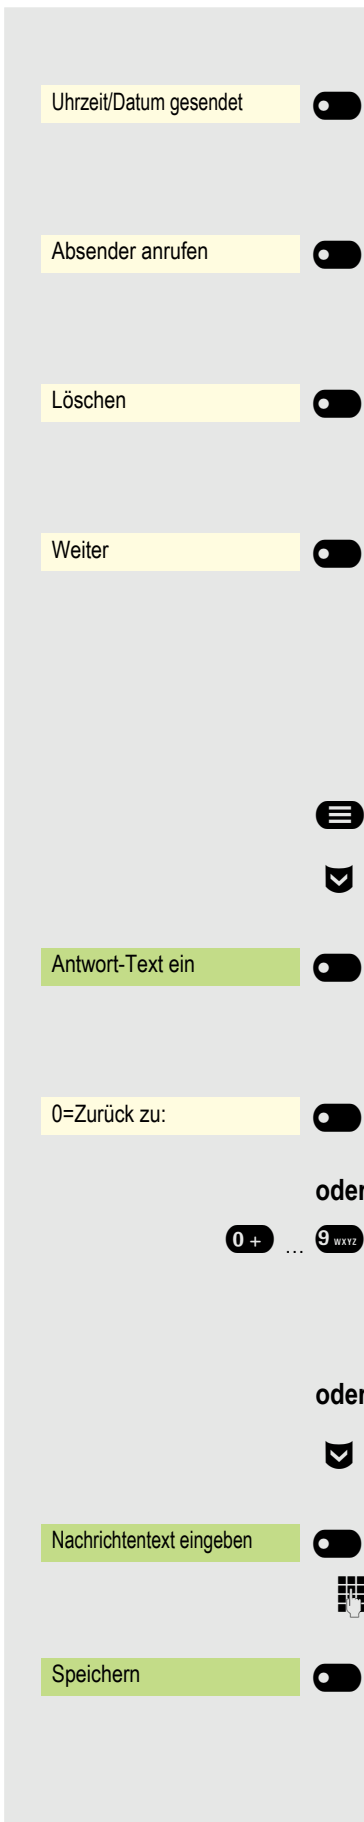 Uhrzeit/Datum gesendet
Absender anrufen
Löschen
Weiter
Antwort-Text ein
0=Zurück zu:
oder
0 + ... 9 WXYZ
oder
Nachrichtentext eingeben
Speichern